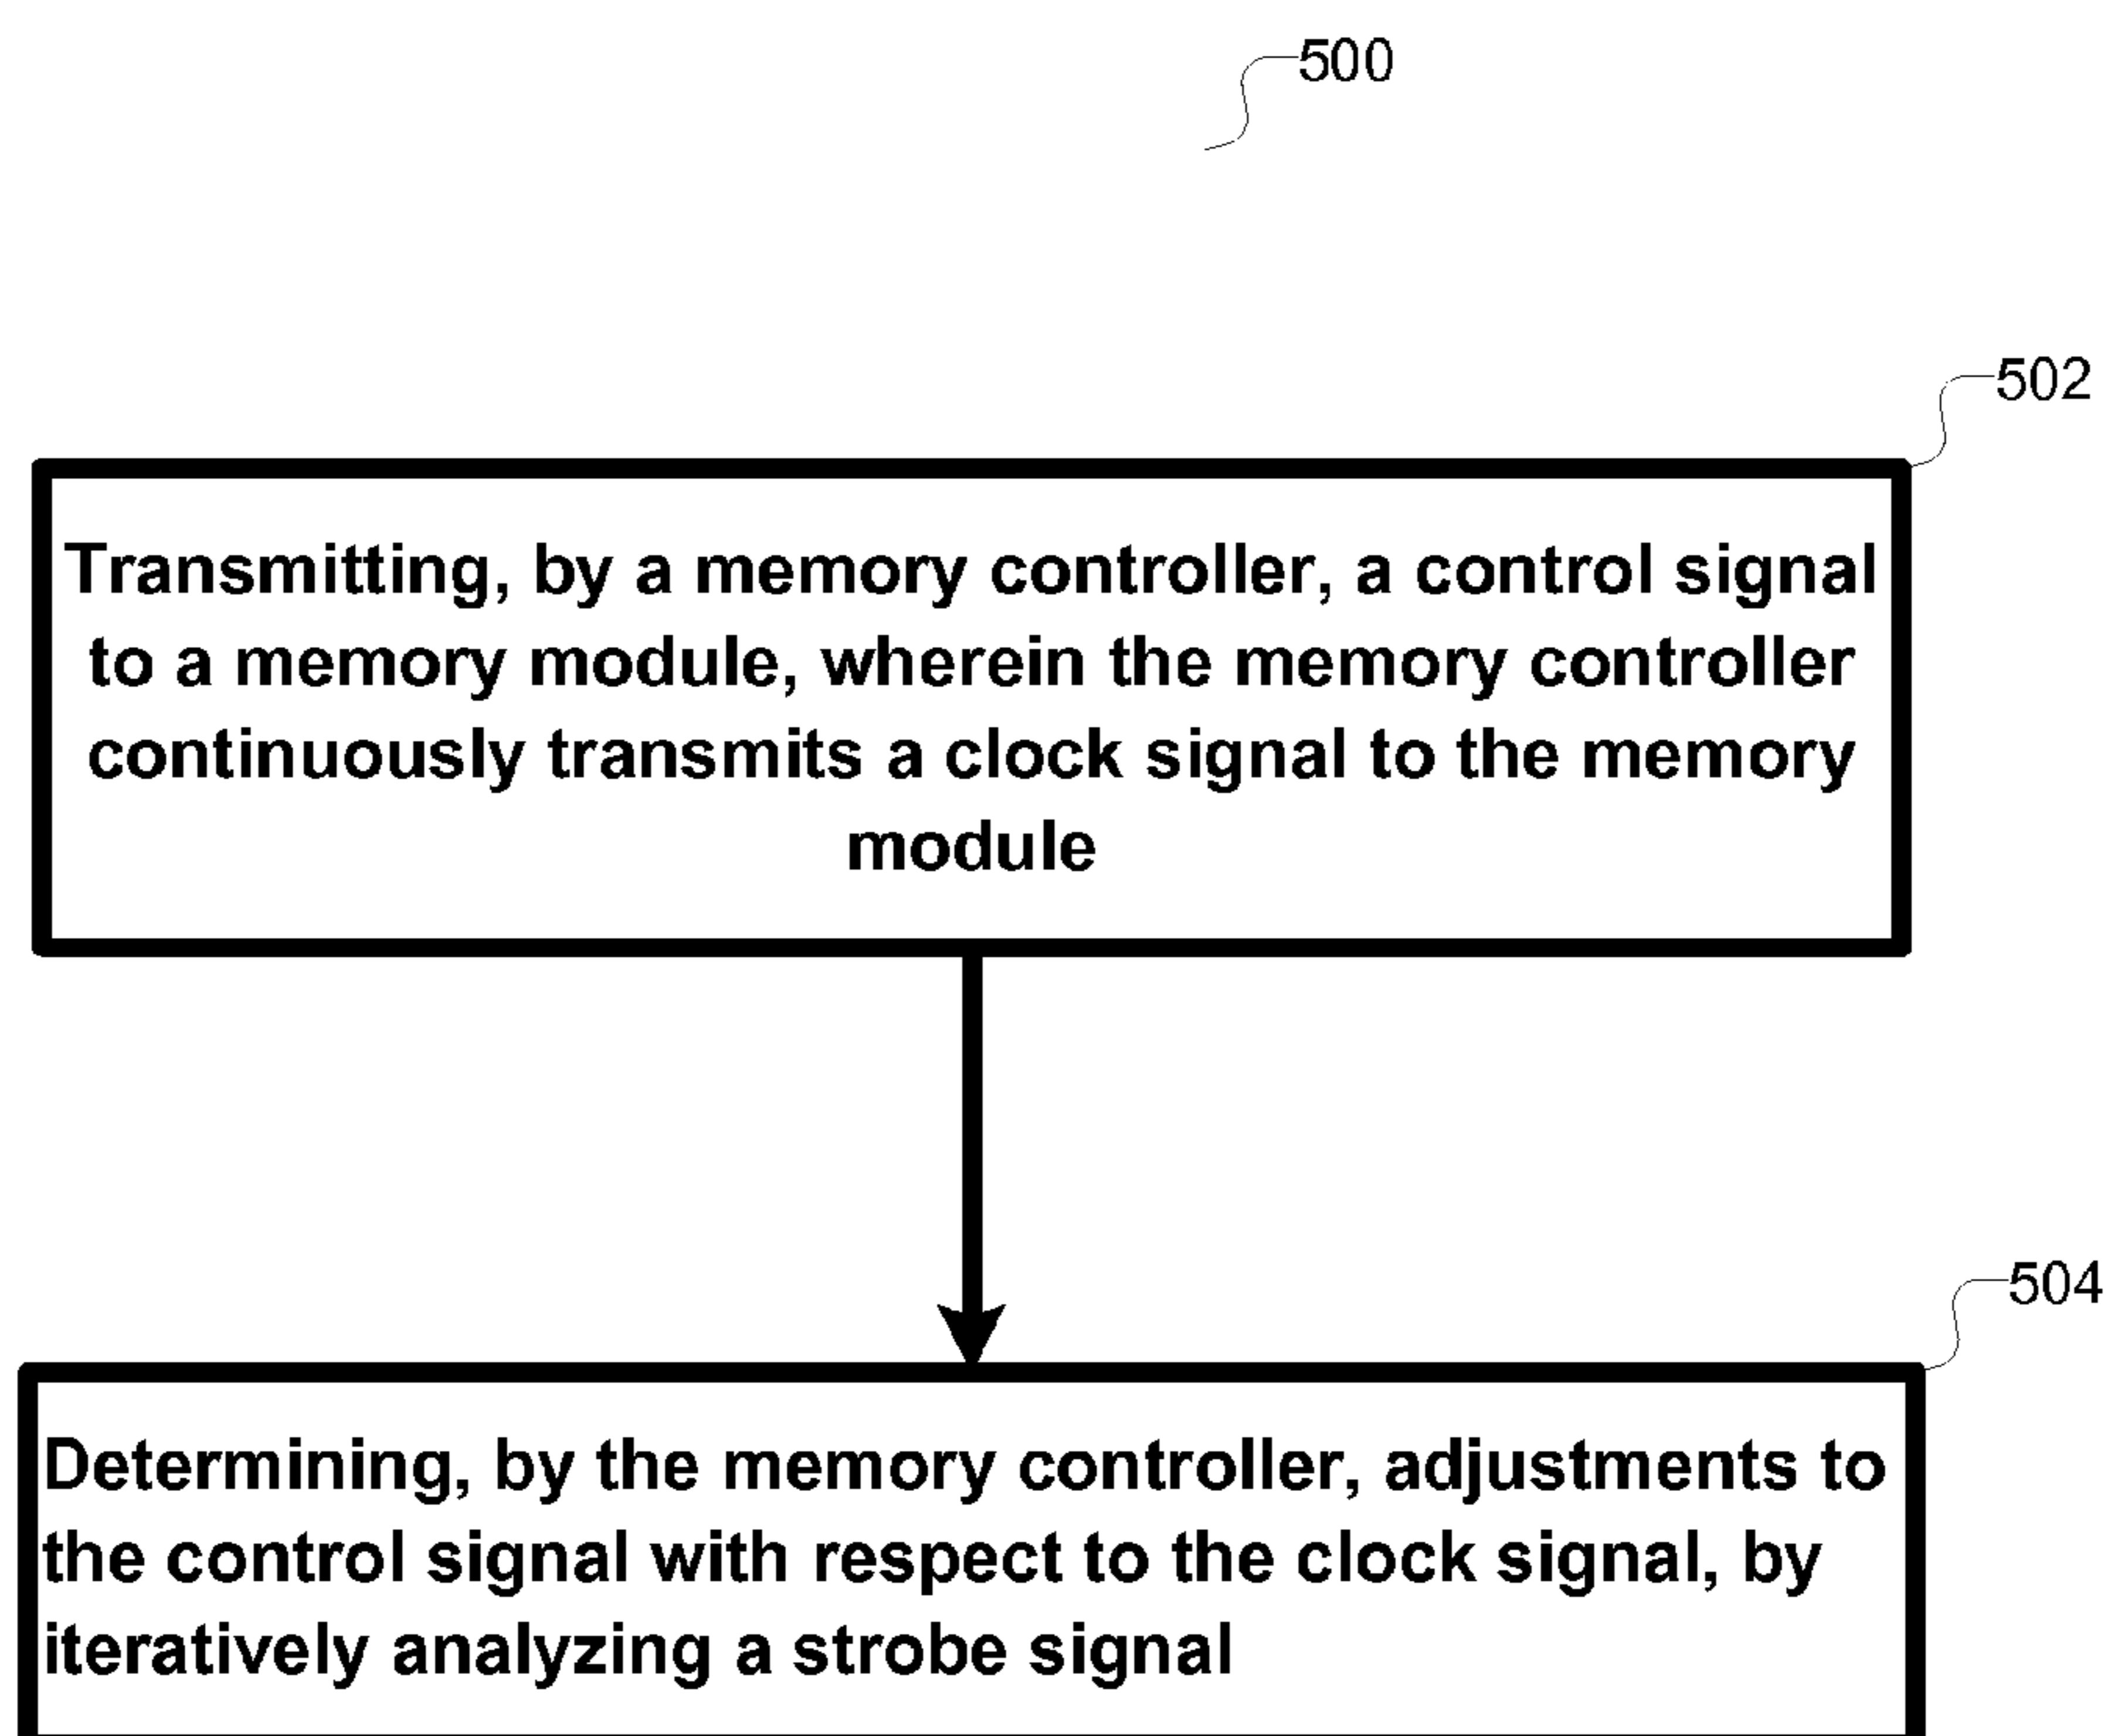 500
502
Transmitting, by a memory controller, a control signal
to a memory module, wherein the memory controller
continuously transmits a clock signal to the memory
module
504
Determining, by the memory controller, adjustments to
the control signal with respect to the clock signal, by
iteratively analyzing a strobe signal